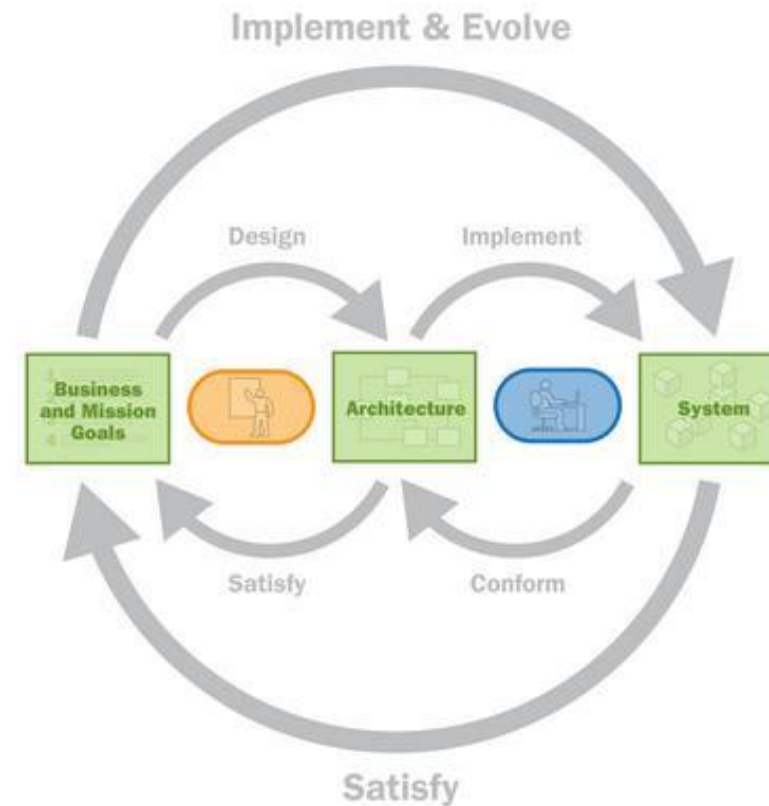 Implement & Evolve
Design
Implement
Business
and Mission
Goals
Architecture
System
Satisfy
Conform
Satisfy